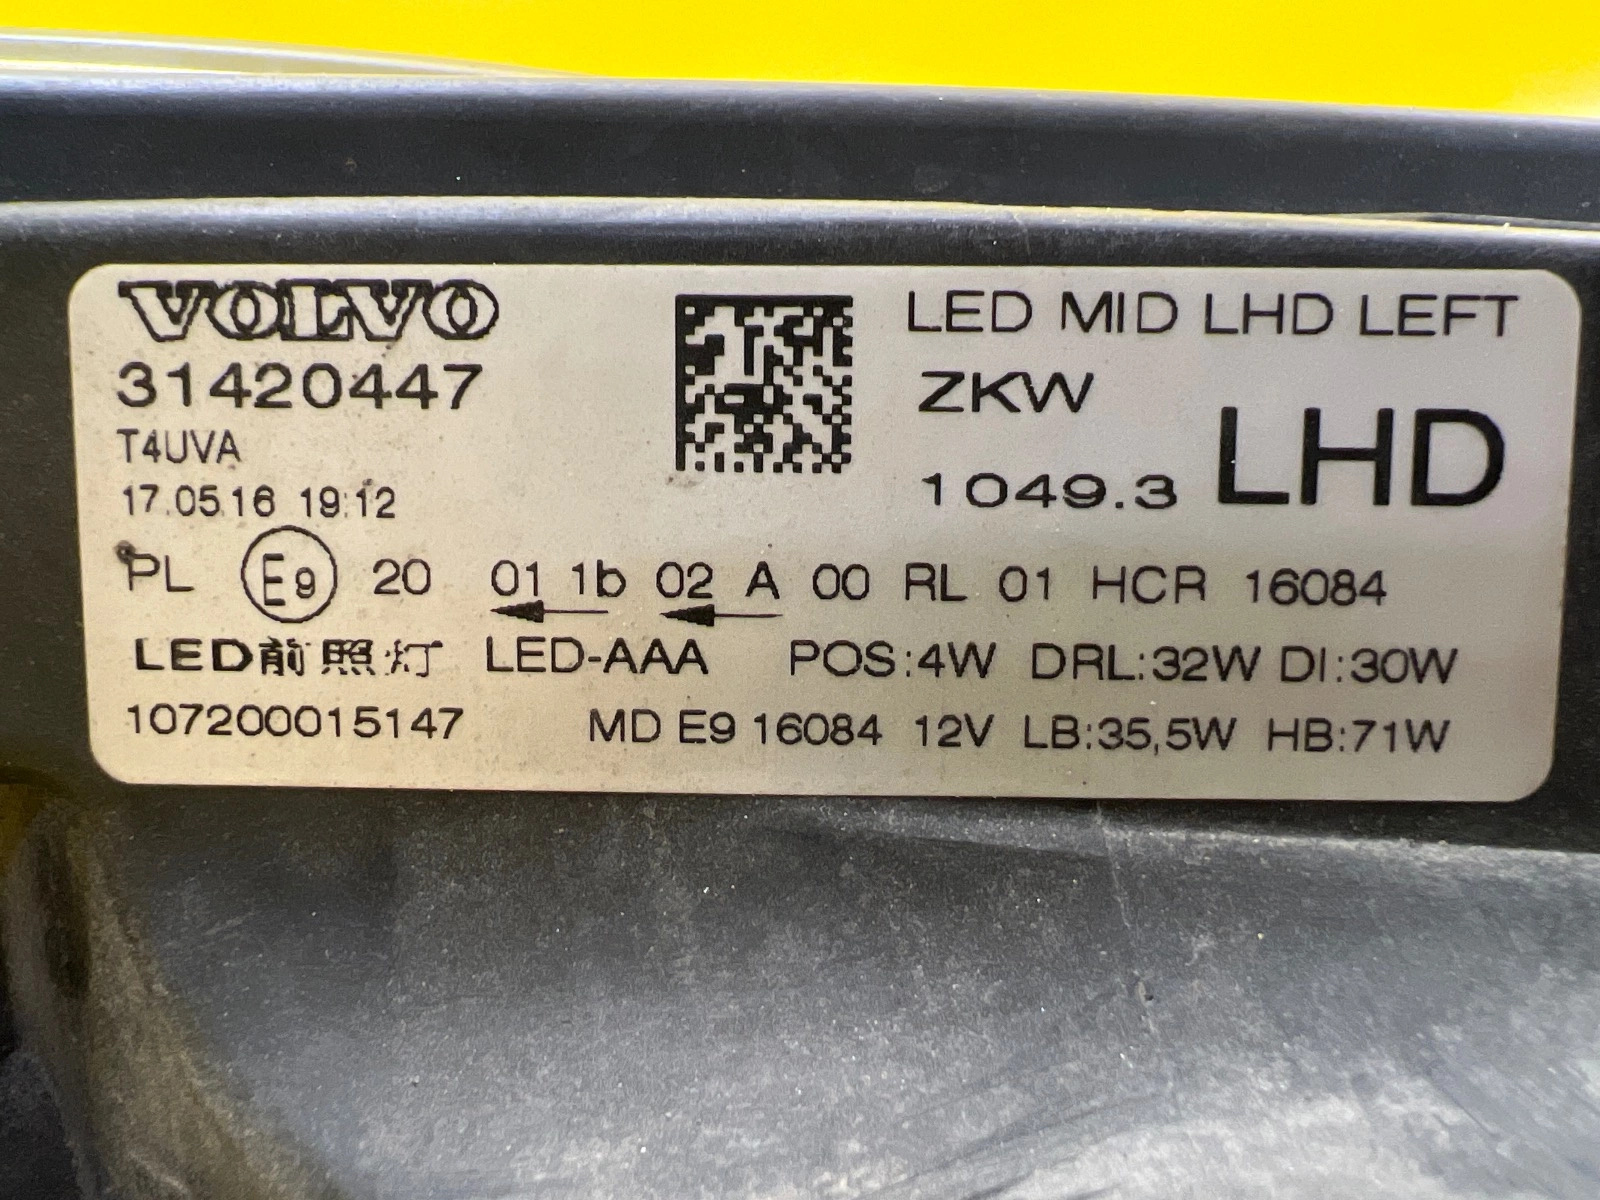 VOLVO
LED MID LHD LEFT
31420447
ZKW
T4UVA
LHD
17.05.16 19:12
1049.3
PL E9 20 01 1b 02 A 00 RL 01 HCR 16084
LED前照灯 LED-AAA POS:4W DRL:32W DI:30W
107200015147 MD E9 16084 12V LB:35,5W HB:71W